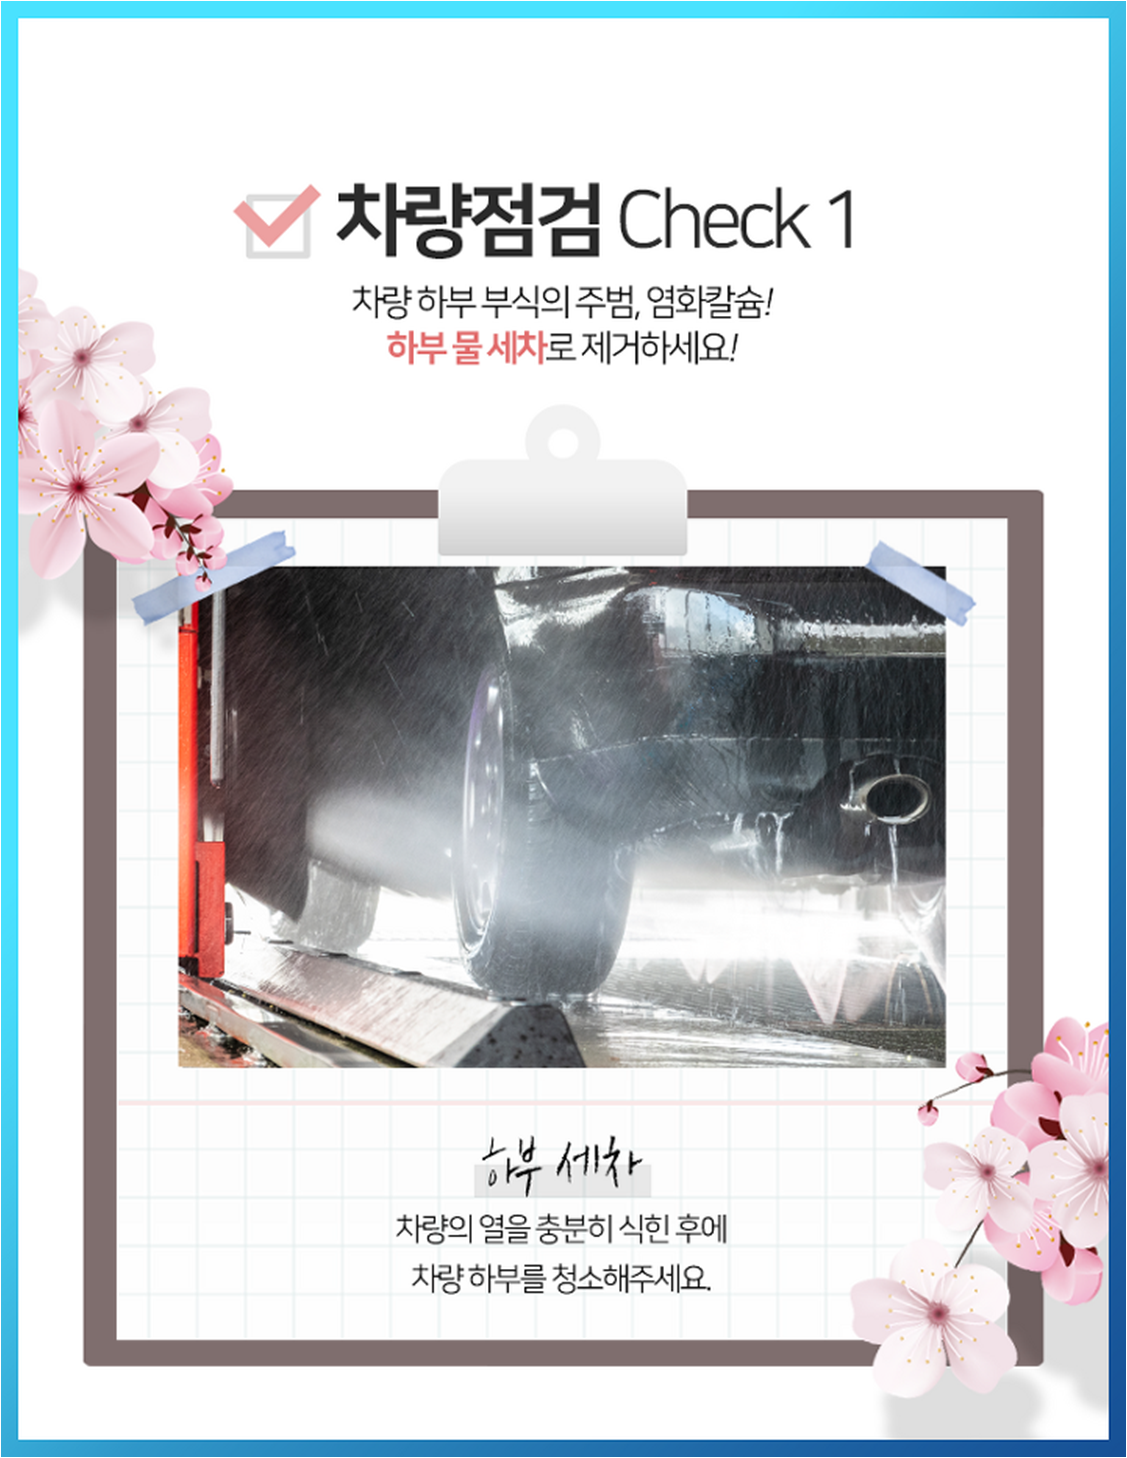 차량점검 Check 1
차량 하부 부식의 주범, 염화칼슘!
하부 물 세차로 제거하세요!
하부 세차
차량의 열을 충분히 식힌 후에
차량 하부를 청소해주세요.